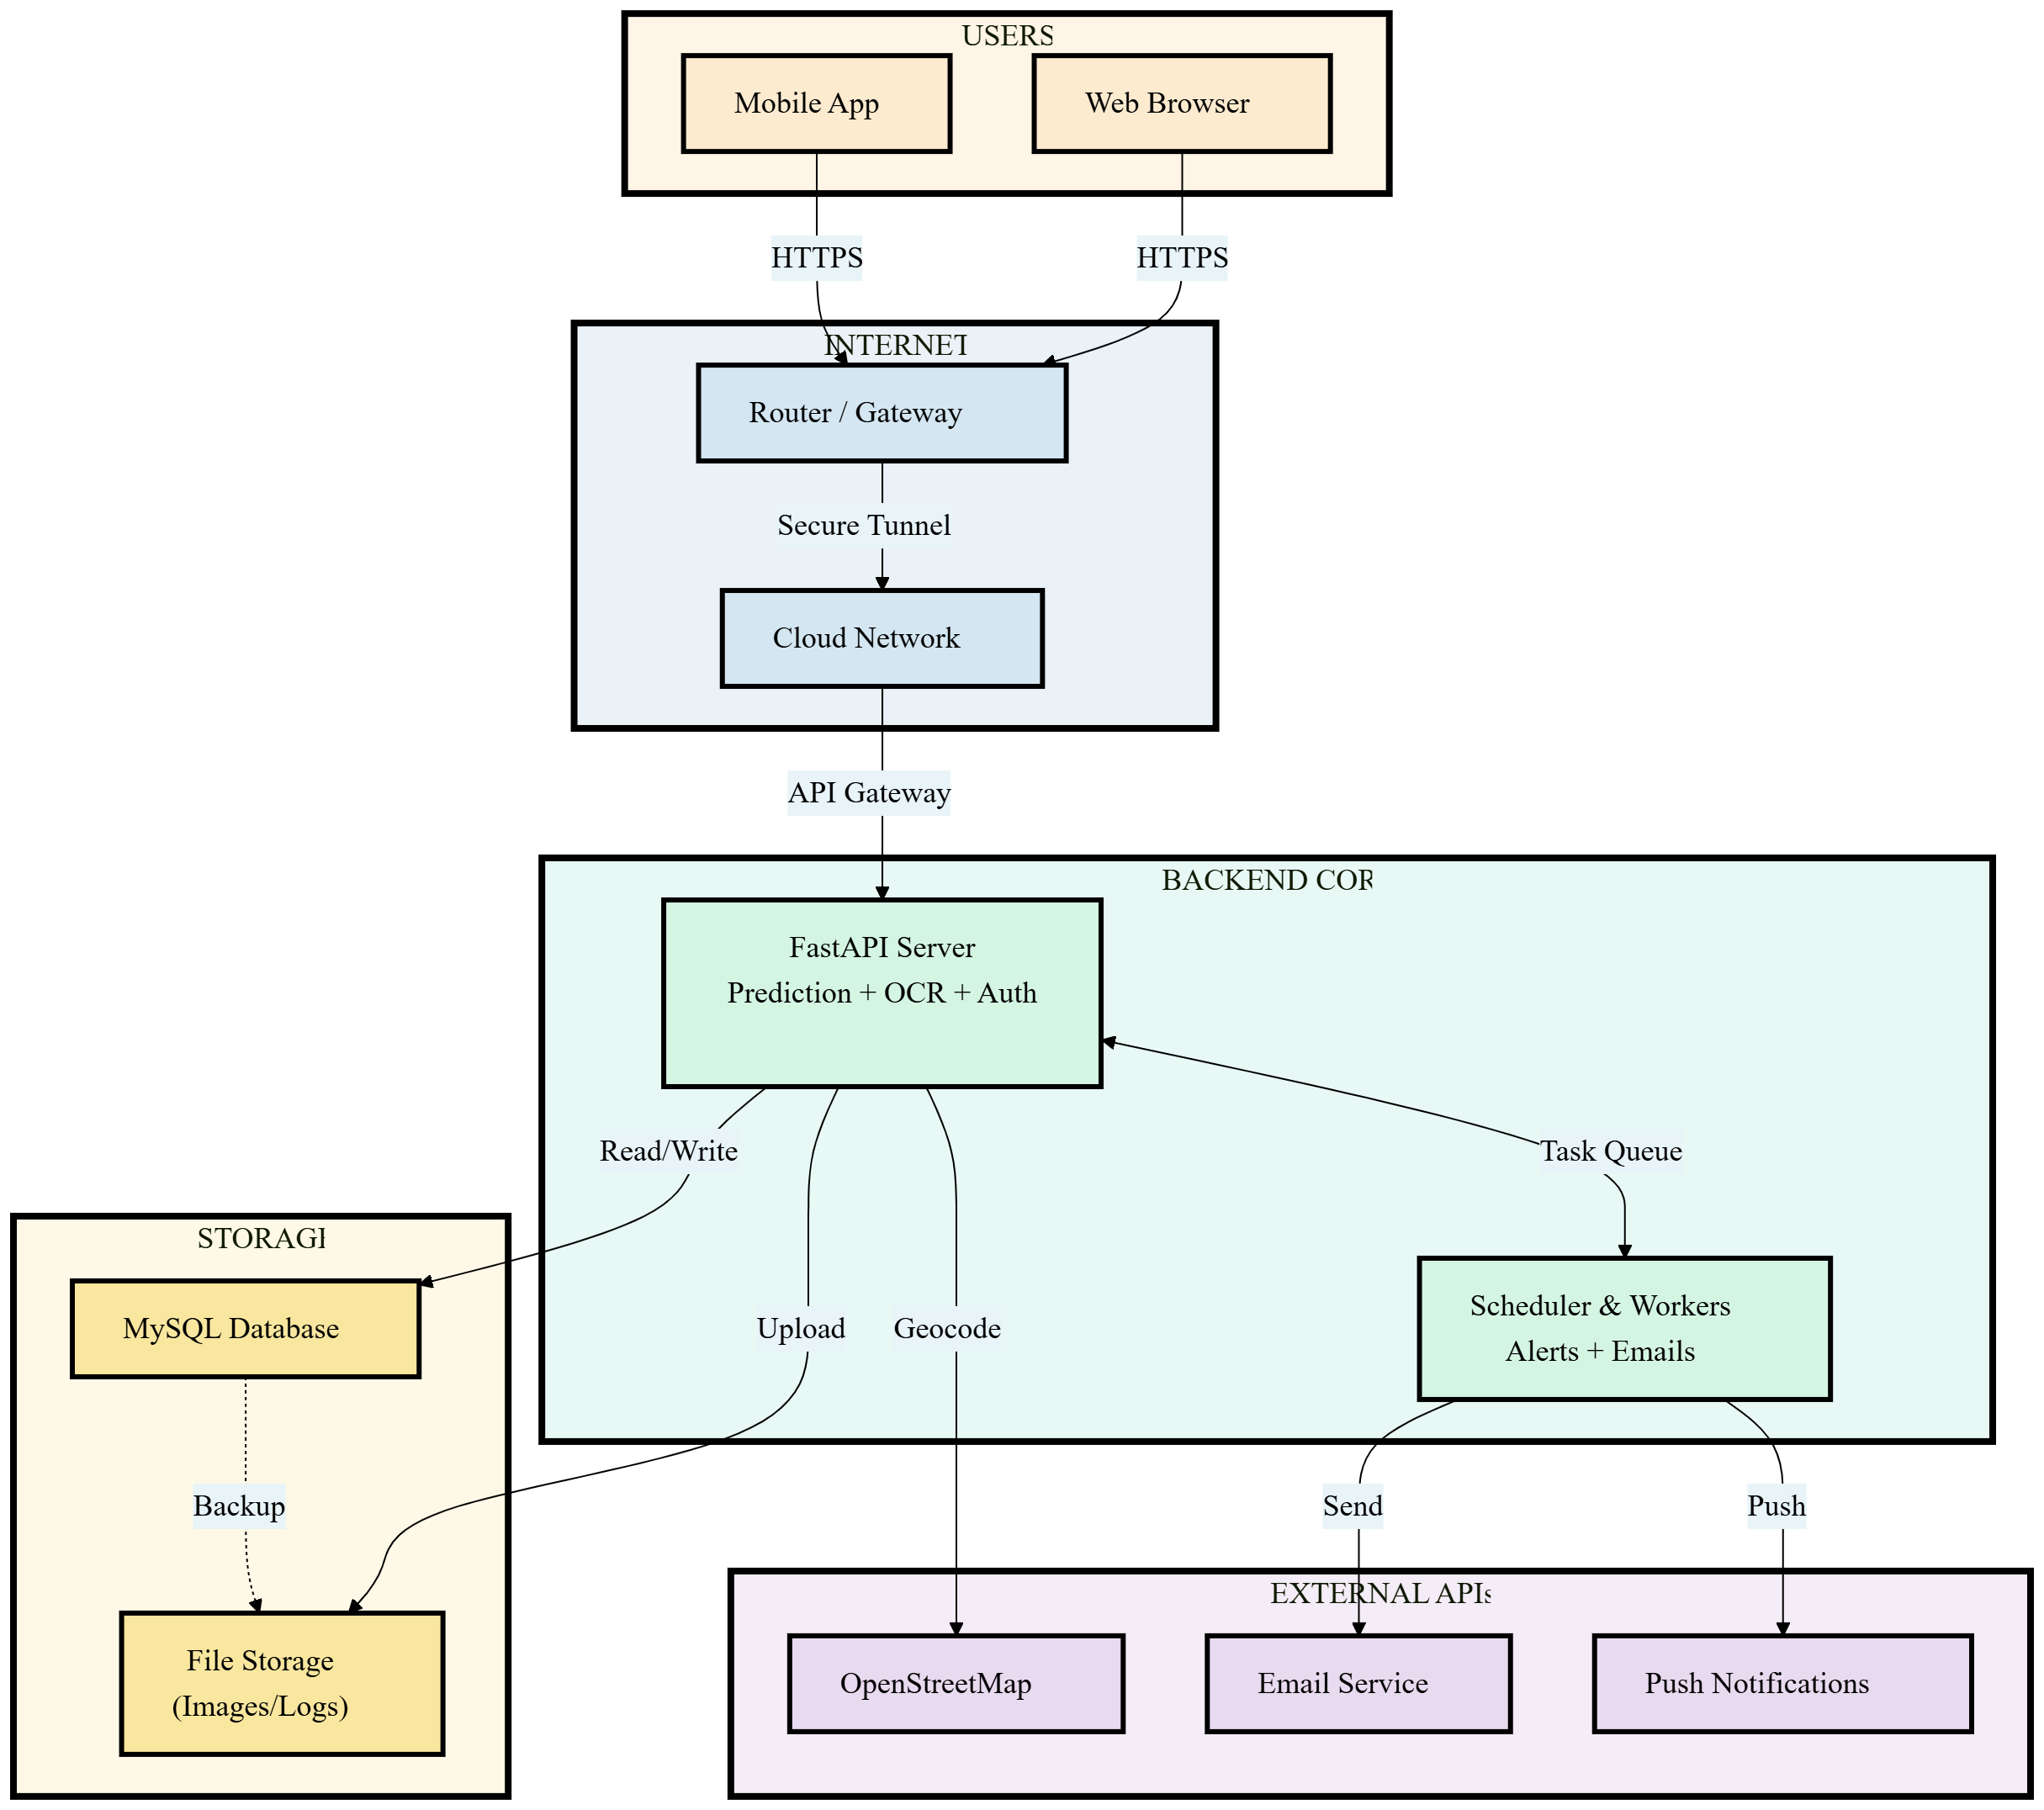 USERS
Mobile App
Web Browser
HTTPS
HTTPS
INTERNET
Router / Gateway
Secure Tunnel
Cloud Network
API Gateway
BACKEND COR
FastAPI Server
Prediction + OCR + Auth
Read/Write
Task Queue
STORAGE
MySQL Database
Upload
Geocode
Scheduler & Workers
Alerts + Emails
Backup
Send
Push
EXTERNAL APIs
File Storage
(Images/Logs)
OpenStreetMap
Email Service
Push Notifications